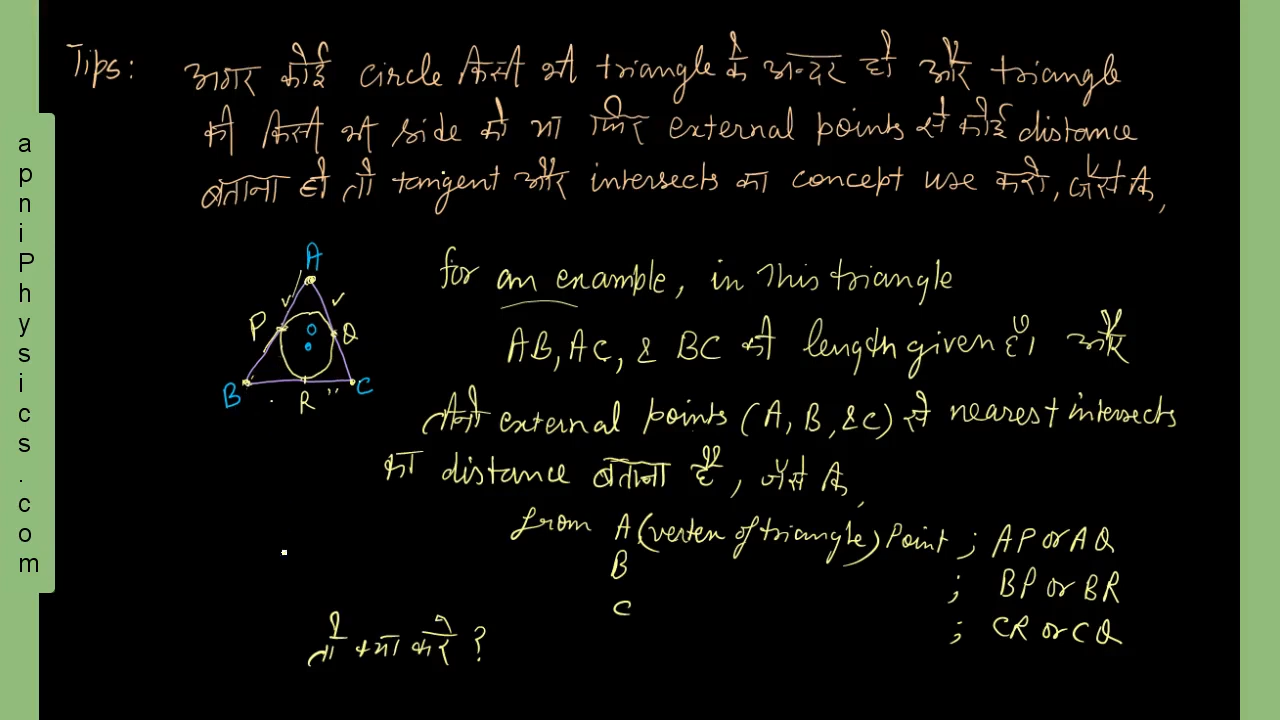 apniPhysics.com
Tips: अगर कोई circle किसी भी triangle के अन्दर हो और triangle
की किसी भी side को या फिर external points से कोई distance
बताना हो तो tangent और intersects का concept use करो, जैसे कि,
for an example, in this triangle
AB, AC, & BC की length given है। और
तीनो external points (A, B, & C) से nearest intersects
का distance बताना है, जैसे कि,
from A (vertex of triangle) Point ; AP or AQ
B ; BP or BR
C ; CR or CQ
तो क्या करे ?
A
P O Q
B R C